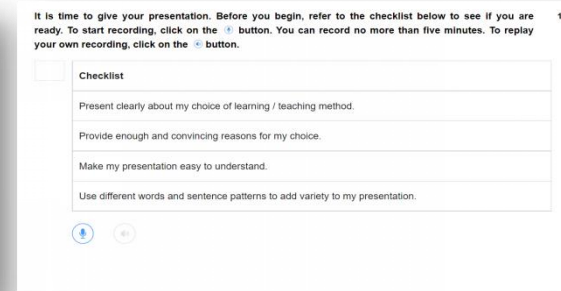 It is time to give your presentation. Before you begin, refer to the checklist below to see if you are
ready. To start recording, click on the button. You can record no more than five minutes. To replay
your own recording, click on the button.
1
Checklist
Present clearly about my choice of learning / teaching method.
Provide enough and convincing reasons for my choice.
Make my presentation easy to understand.
Use different words and sentence patterns to add variety to my presentation.